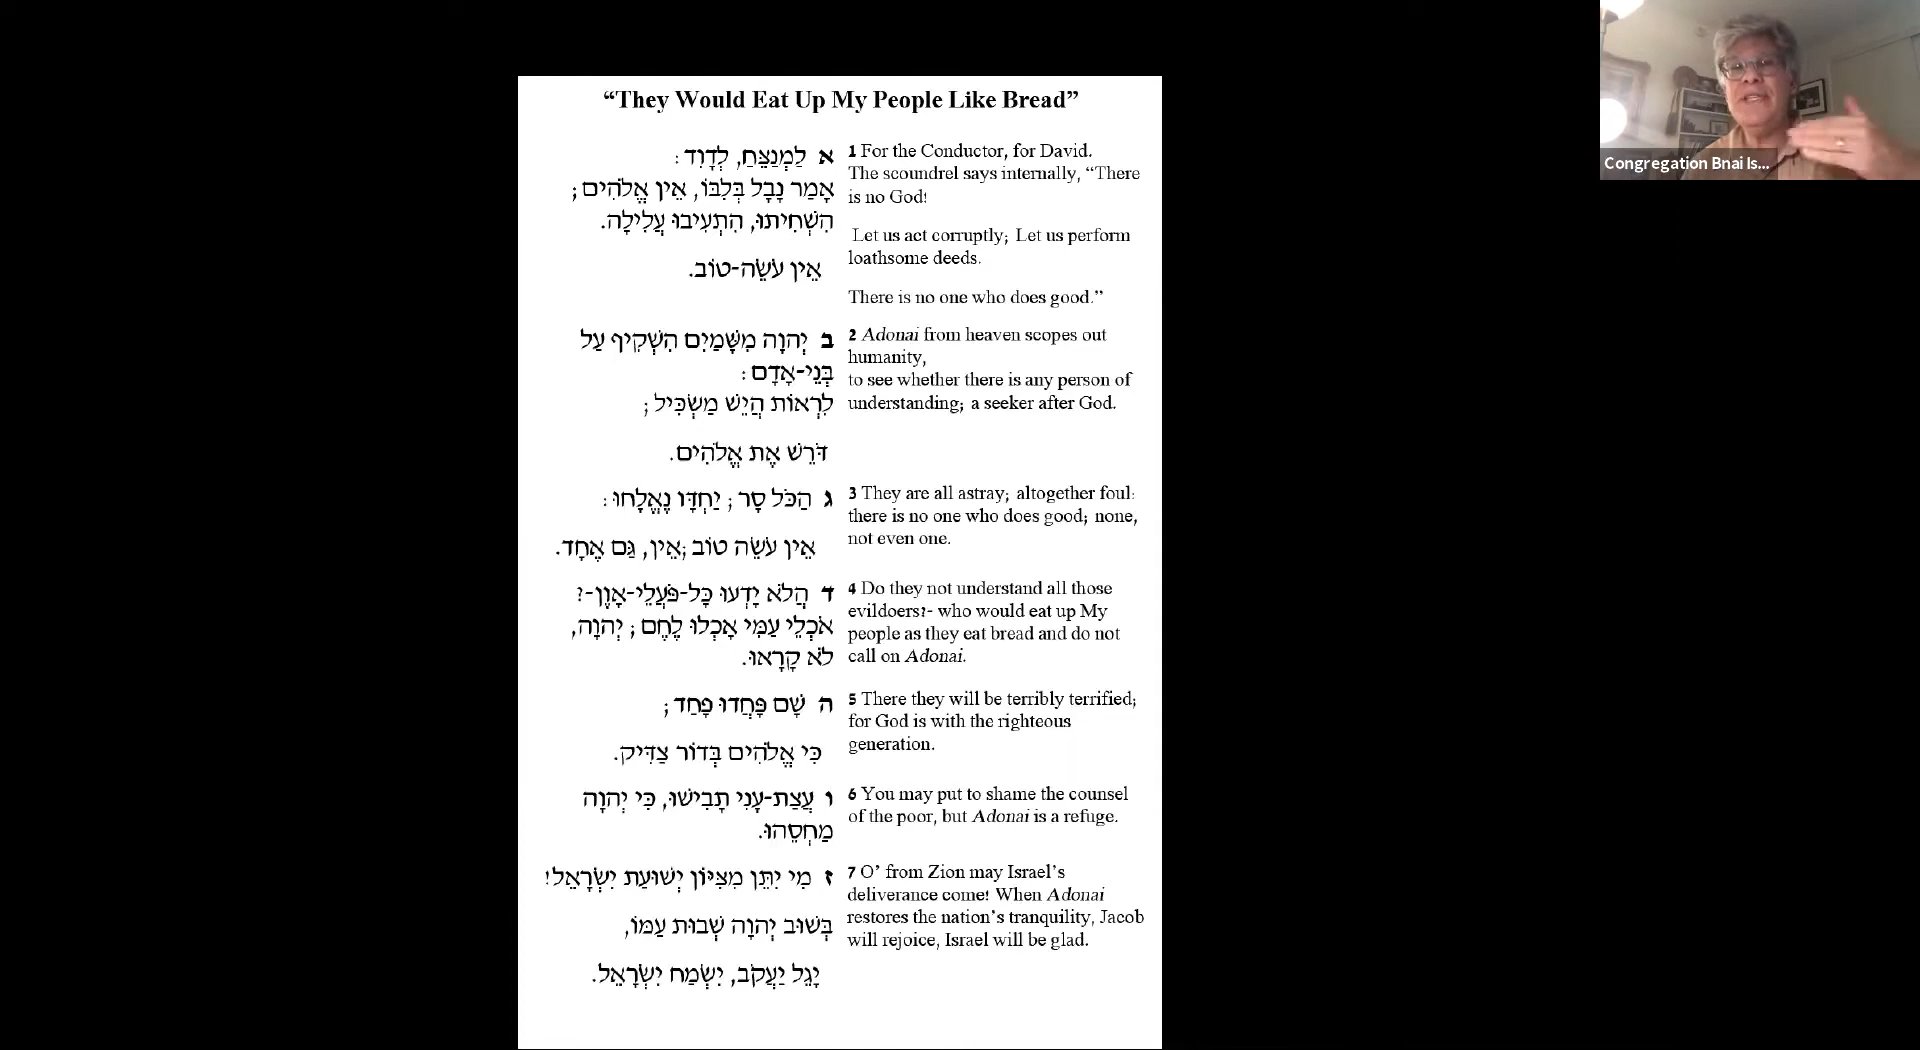 “They Would Eat Up My People Like Bread”
א לַמְנַצֵּחַ, לְדָוִד:
אָמַר נָבָל בְּלִבּוֹ, אֵין אֱלֹהִים;
הִשְׁחִיתוּ, הִתְעִיבוּ עֲלִילָה.
אֵין עֹשֵׂה-טוֹב.
1 For the Conductor, for David.
The scoundrel says internally, “There
is no God!
Let us act corruptly; Let us perform
loathsome deeds.
There is no one who does good.”
ב יְהוָה מִשָּׁמַיִם הִשְׁקִיף עַל
בְּנֵי-אָדָם:
לִרְאוֹת הֲיֵשׁ מַשְׂכִּיל;
דֹּרֵשׁ אֶת אֱלֹהִים.
2 Adonai from heaven scopes out
humanity,
to see whether there is any person of
understanding; a seeker after God.
ג הַכֹּל סָר; יַחְדָּו נֶאֱלָחוּ:
אֵין עֹשֵׂה טוֹב;אֵין, גַּם אֶחָד.
3 They are all astray; altogether foul:
there is no one who does good; none,
not even one.
ד הֲלֹא יָדְעוּ כָּל-פֹּעֲלֵי-אָוֶן-?
אֹכְלֵי עַמִּי אָכְלוּ לֶחֶם; יְהוָה,
לֹא קָרָאוּ.
4 Do they not understand all those
evildoers?- who would eat up My
people as they eat bread and do not
call on Adonai.
ה שָׁם פָּחֲדוּ פָחַד;
כִּי אֱלֹהִים בְּדוֹר צַדִּיק.
5 There they will be terribly terrified;
for God is with the righteous
generation.
ו עֲצַת-עָנִי תָבִישׁוּ, כִּי יְהוָה
מַחְסֵהוּ.
6 You may put to shame the counsel
of the poor, but Adonai is a refuge.
ז מִי יִתֵּן מִצִּיּוֹן יְשׁוּעַת יִשְׂרָאֵל!
בְּשׁוּב יְהוָה שְׁבוּת עַמּוֹ,
יָגֵל יַעֲקֹב, יִשְׂמַח יִשְׂרָאֵל.
7 O’ from Zion may Israel’s
deliverance come! When Adonai
restores the nation’s tranquility, Jacob
will rejoice, Israel will be glad.
Congregation Bnai Is...